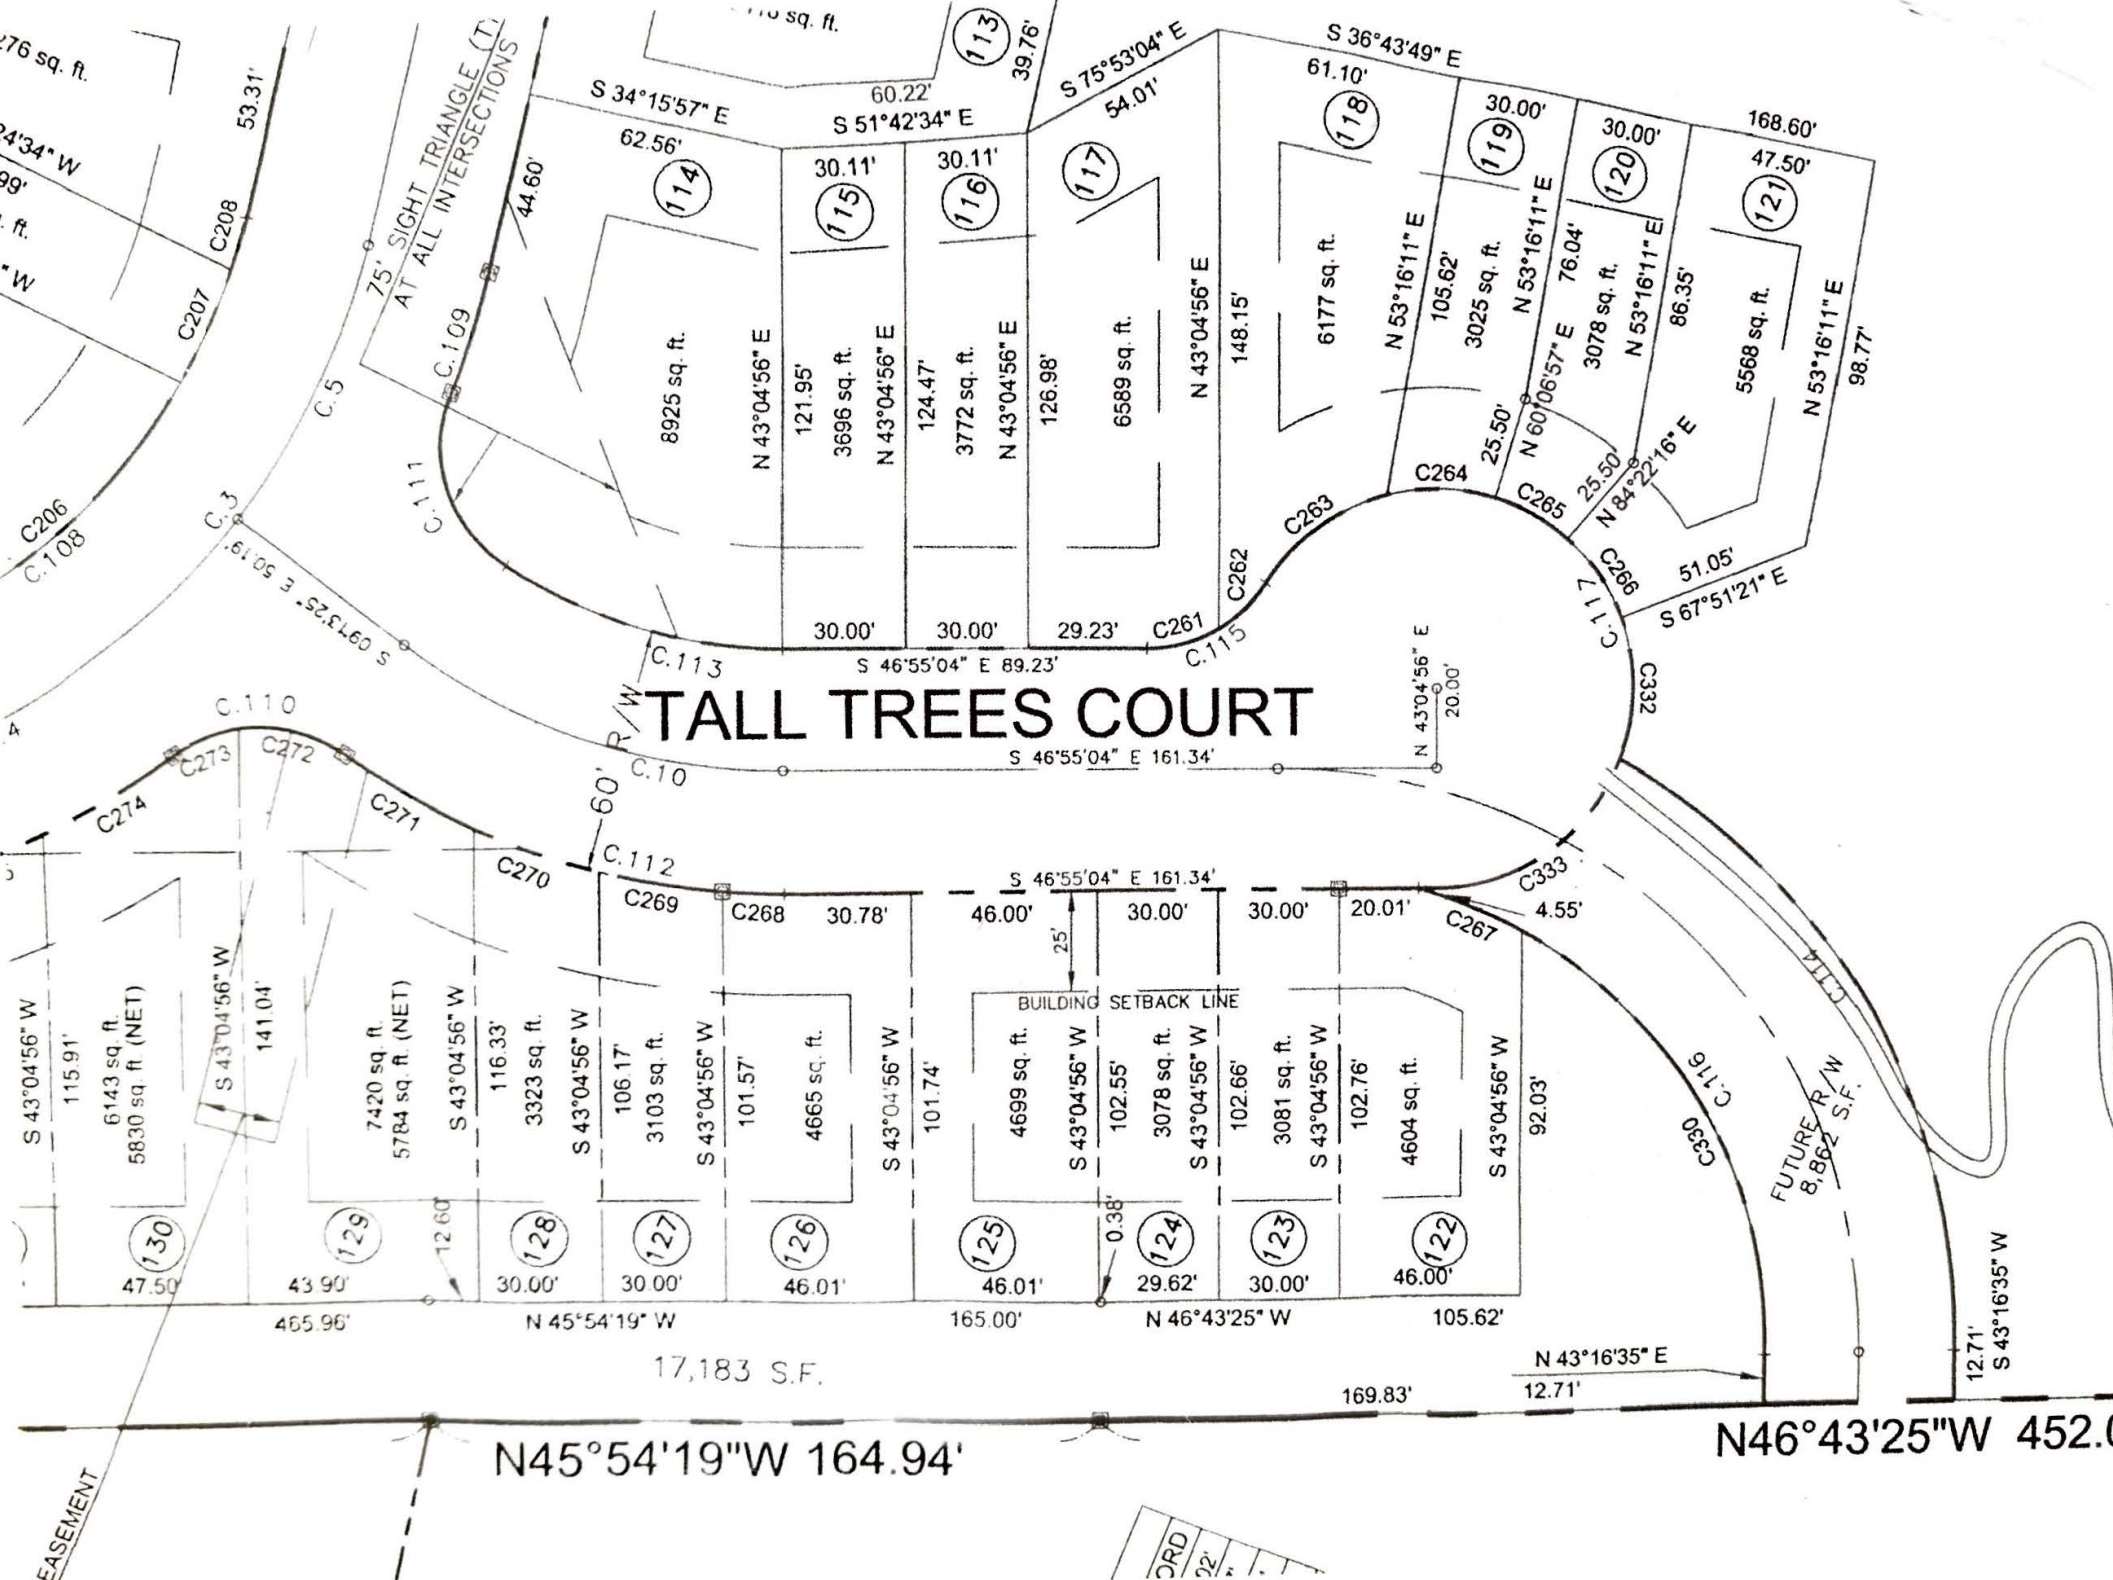 276 sq. ft.
24'34" W
99'
. ft.
" W
53.31'
C208
C207
C206
C.108
C.5
C.3
75' SIGHT TRIANGLE (T
AT ALL INTERSECTIONS
sq. ft.
113
39.76'
60.22'
S 34°15'57" E
62.56'
S 51°42'34" E
S 75°53'04" E
54.01'
S 36°43'49" E
61.10'
168.60'
30.00'
30.00'
47.50'
30.11'
30.11'
114
115
116
117
118
119
120
121
44.60'
C.109
C.111
8925 sq. ft.
N 43°04'56" E
121.95'
3696 sq. ft.
N 43°04'56" E
124.47'
3772 sq. ft.
N 43°04'56" E
126.98'
6589 sq. ft.
N 43°04'56" E
148.15'
6177 sq. ft.
N 53°16'11" E
105.62'
3025 sq. ft.
N 53°16'11" E
76.04'
N 60°06'57" E
25.50'
3078 sq. ft.
N 53°16'11" E
86.35'
25.50'
N 84°22'16" E
5568 sq. ft.
N 53°16'11" E
98.77'
51.05'
S 67°51'21" E
C261
C262
C263
C264
C265
C266
C.117
C332
C.115
30.00'
30.00'
29.23'
S 46°55'04" E 89.23'
C.113
S 09°13'25" E 50.19'
TALL TREES COURT
60' R/W
C.10
S 46°55'04" E 161.34'
N 43°04'56" E
20.00'
C.110
C273
C272
C274
C271
C270
C.112
C269
C268
30.78'
S 46°55'04" E 161.34'
46.00'
30.00'
30.00'
20.01'
C267
4.55'
C333
25'
BUILDING SETBACK LINE
S 43°04'56" W
115.91'
6143 sq. ft.
5830 sq. ft (NET)
S 43°04'56" W
141.04'
7420 sq. ft.
5784 sq. ft. (NET)
S 43°04'56" W
116.33'
3323 sq. ft.
S 43°04'56" W
106.17'
3103 sq. ft.
S 43°04'56" W
101.57'
4665 sq. ft.
S 43°04'56" W
101.74'
4699 sq. ft.
S 43°04'56" W
102.55'
3078 sq. ft.
S 43°04'56" W
102.66'
3081 sq. ft.
S 43°04'56" W
102.76'
4604 sq. ft.
S 43°04'56" W
92.03'
C330
C.116
C.114
FUTURE R/W
8,862 S.F.
130
129
128
127
126
125
124
123
122
12.60'
0.38'
47.50'
43.90'
30.00'
30.00'
46.01'
46.01'
29.62'
30.00'
46.00'
465.96'
N 45°54'19" W
165.00'
N 46°43'25" W
105.62'
17,183 S.F.
N 43°16'35" E
12.71'
169.83'
12.71'
S 43°16'35" W
N45°54'19"W 164.94'
N46°43'25"W 452.0
EASEMENT
ORD
02'